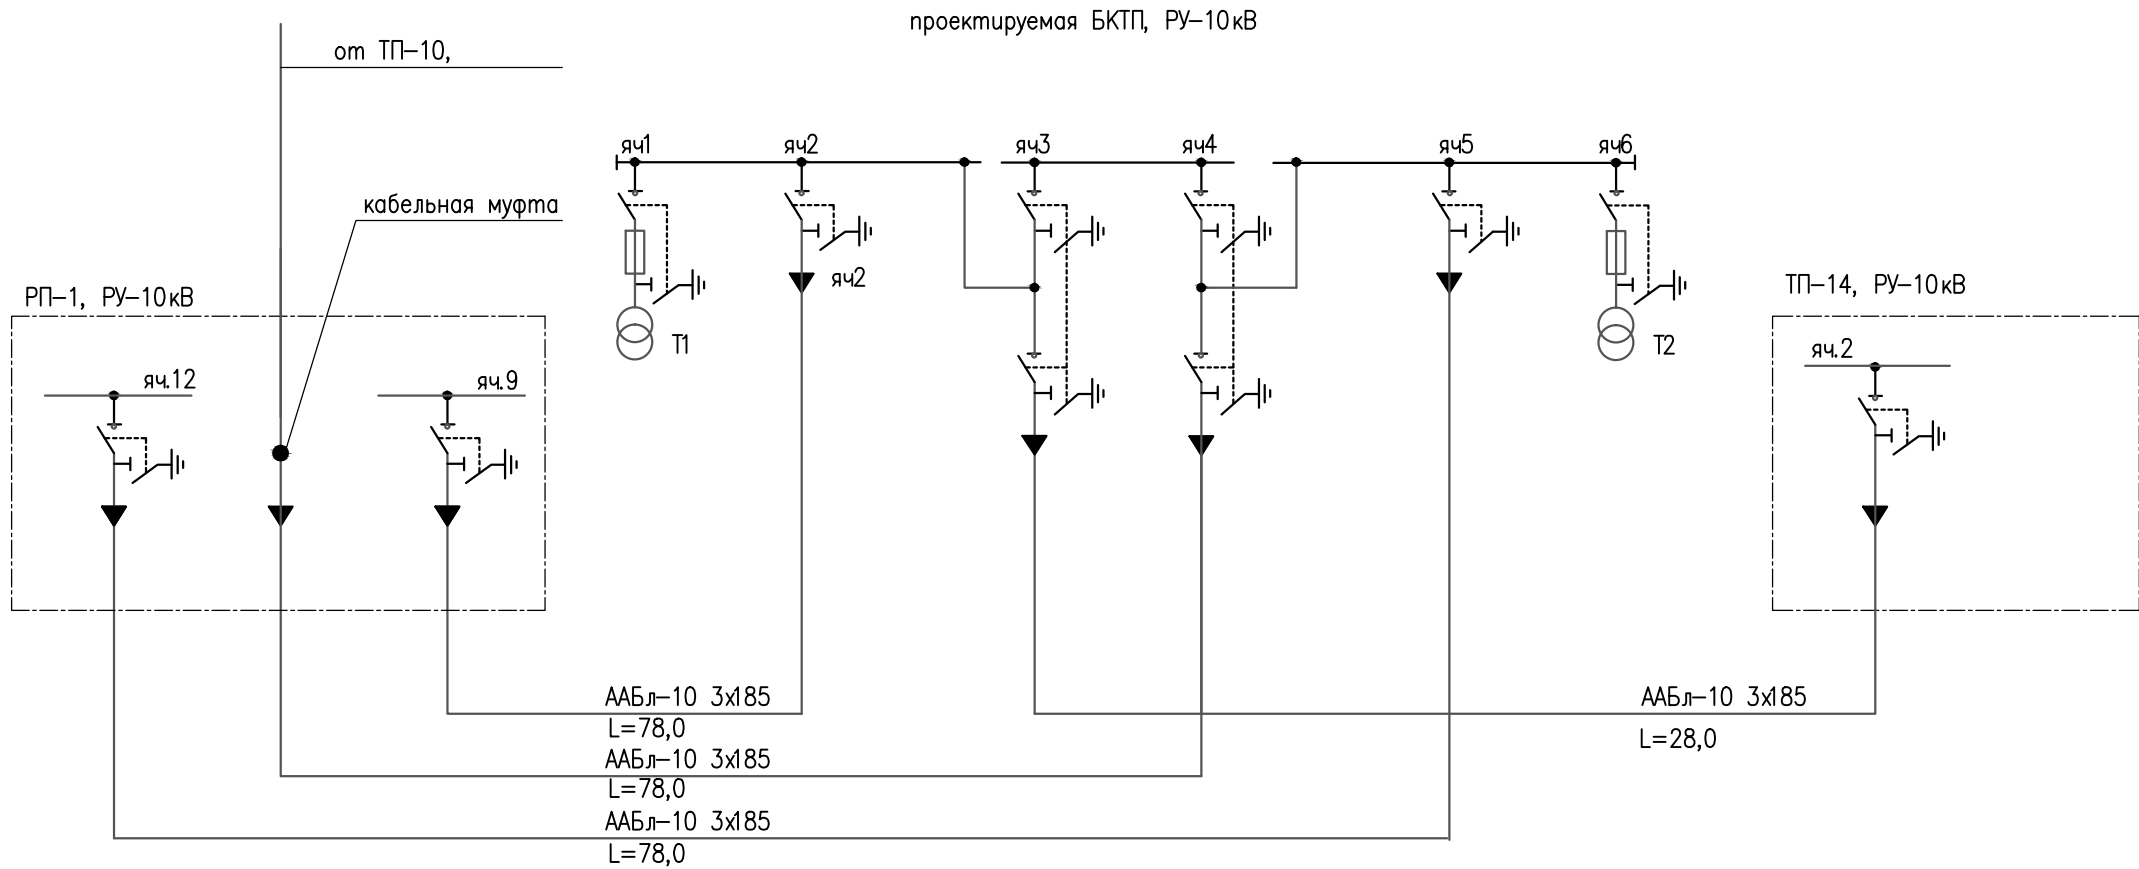 проектируемая БКТП, РУ-10кВ
от ТП-10,
яч1
яч2
яч3
яч4
яч5
яч6
кабельная муфта
яч2
РП-1, РУ-10кВ
ТП-14, РУ-10кВ
Т1
Т2
яч.2
яч.12
яч.9
ААБл-10 3х185
L=78,0
ААБл-10 3х185
L=28,0
ААБл-10 3х185
L=78,0
ААБл-10 3х185
L=78,0